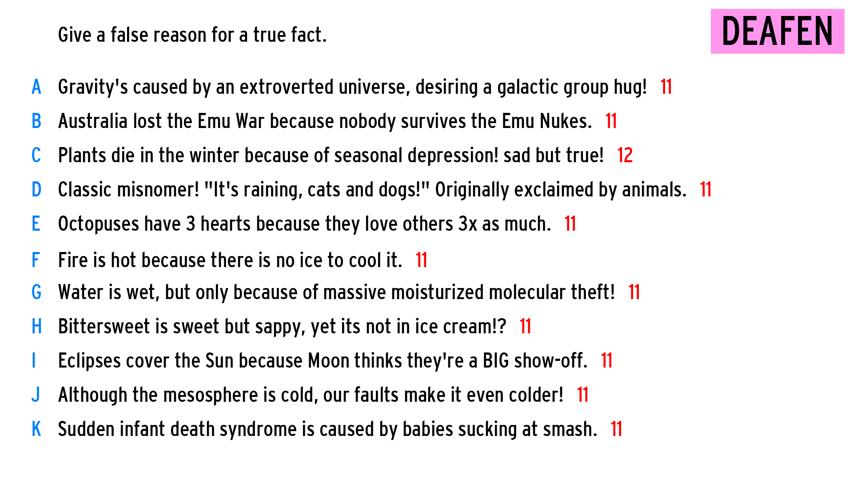 Give a false reason for a true fact.
DEAFEN
A Gravity's caused by an extroverted universe, desiring a galactic group hug! 11
B Australia lost the Emu War because nobody survives the Emu Nukes. 11
C Plants die in the winter because of seasonal depression! sad but true! 12
D Classic misnomer! "It's raining, cats and dogs!" Originally exclaimed by animals. 11
E Octopuses have 3 hearts because they love others 3x as much. 11
F Fire is hot because there is no ice to cool it. 11
G Water is wet, but only because of massive moisturized molecular theft! 11
H Bittersweet is sweet but sappy, yet its not in ice cream!? 11
I Eclipses cover the Sun because Moon thinks they're a BIG show-off. 11
J Although the mesosphere is cold, our faults make it even colder! 11
K Sudden infant death syndrome is caused by babies sucking at smash. 11